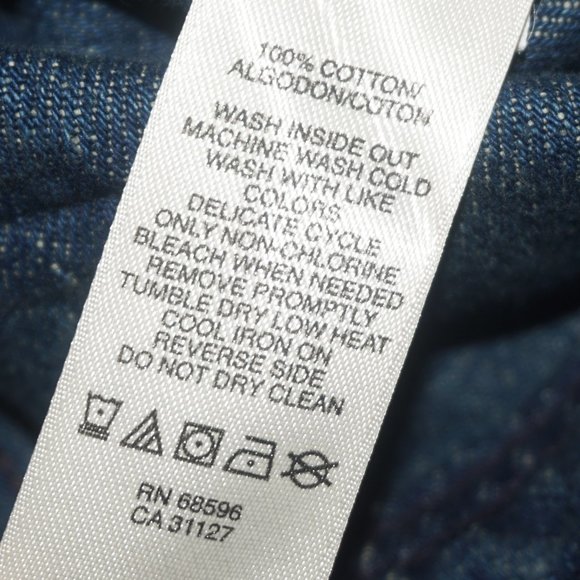 100% COTTON/
ALGODON/COTON
WASH INSIDE OUT
MACHINE WASH COLD
WASH WITH LIKE
COLORS
DELICATE CYCLE
ONLY NON-CHLORINE
BLEACH WHEN NEEDED
REMOVE PROMPTLY
TUMBLE DRY LOW HEAT
COOL IRON ON
REVERSE SIDE
DO NOT DRY CLEAN
RN 68596
CA 31127